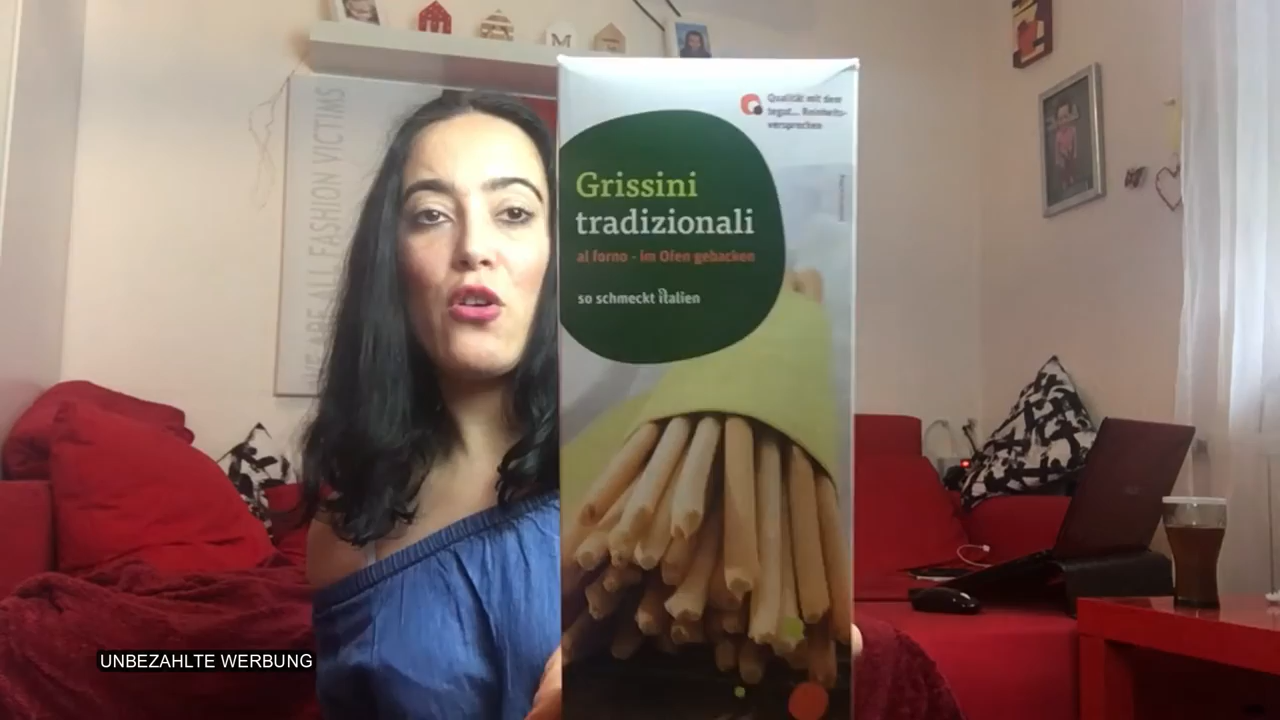 WE ARE ALL FASHION VICTIMS
M
Qualität mit dem
tegut... Reinheits-
versprechen
Grissini
tradizionali
al forno - im Ofen gebacken
so schmeckt italien
UNBEZAHLTE WERBUNG